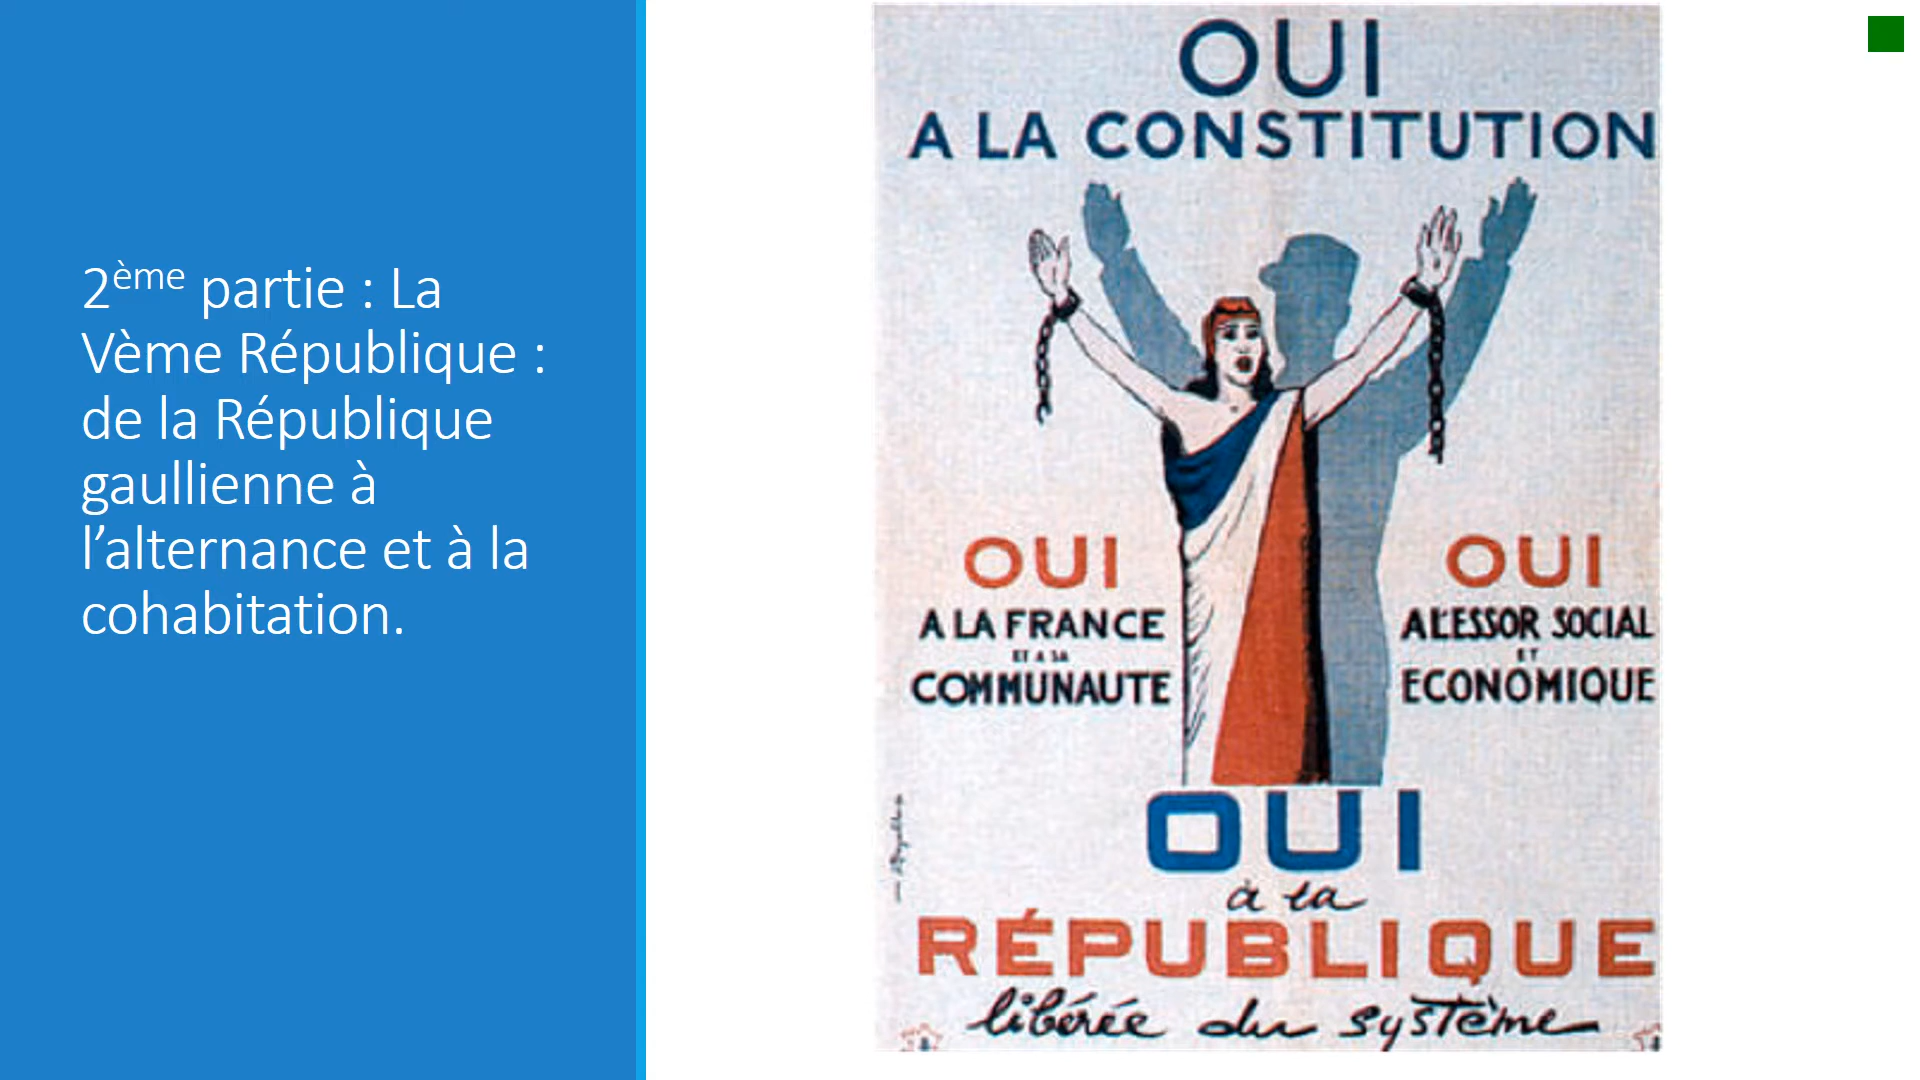 2ème partie : La
Vème République :
de la République
gaullienne à
l’alternance et à la
cohabitation.
OUI
A LA CONSTITUTION
OUI
A LA FRANCE
ET A SA
COMMUNAUTE
OUI
A L'ESSOR SOCIAL
ET
ECONOMIQUE
OUI
à la
RÉPUBLIQUE
libérée du système